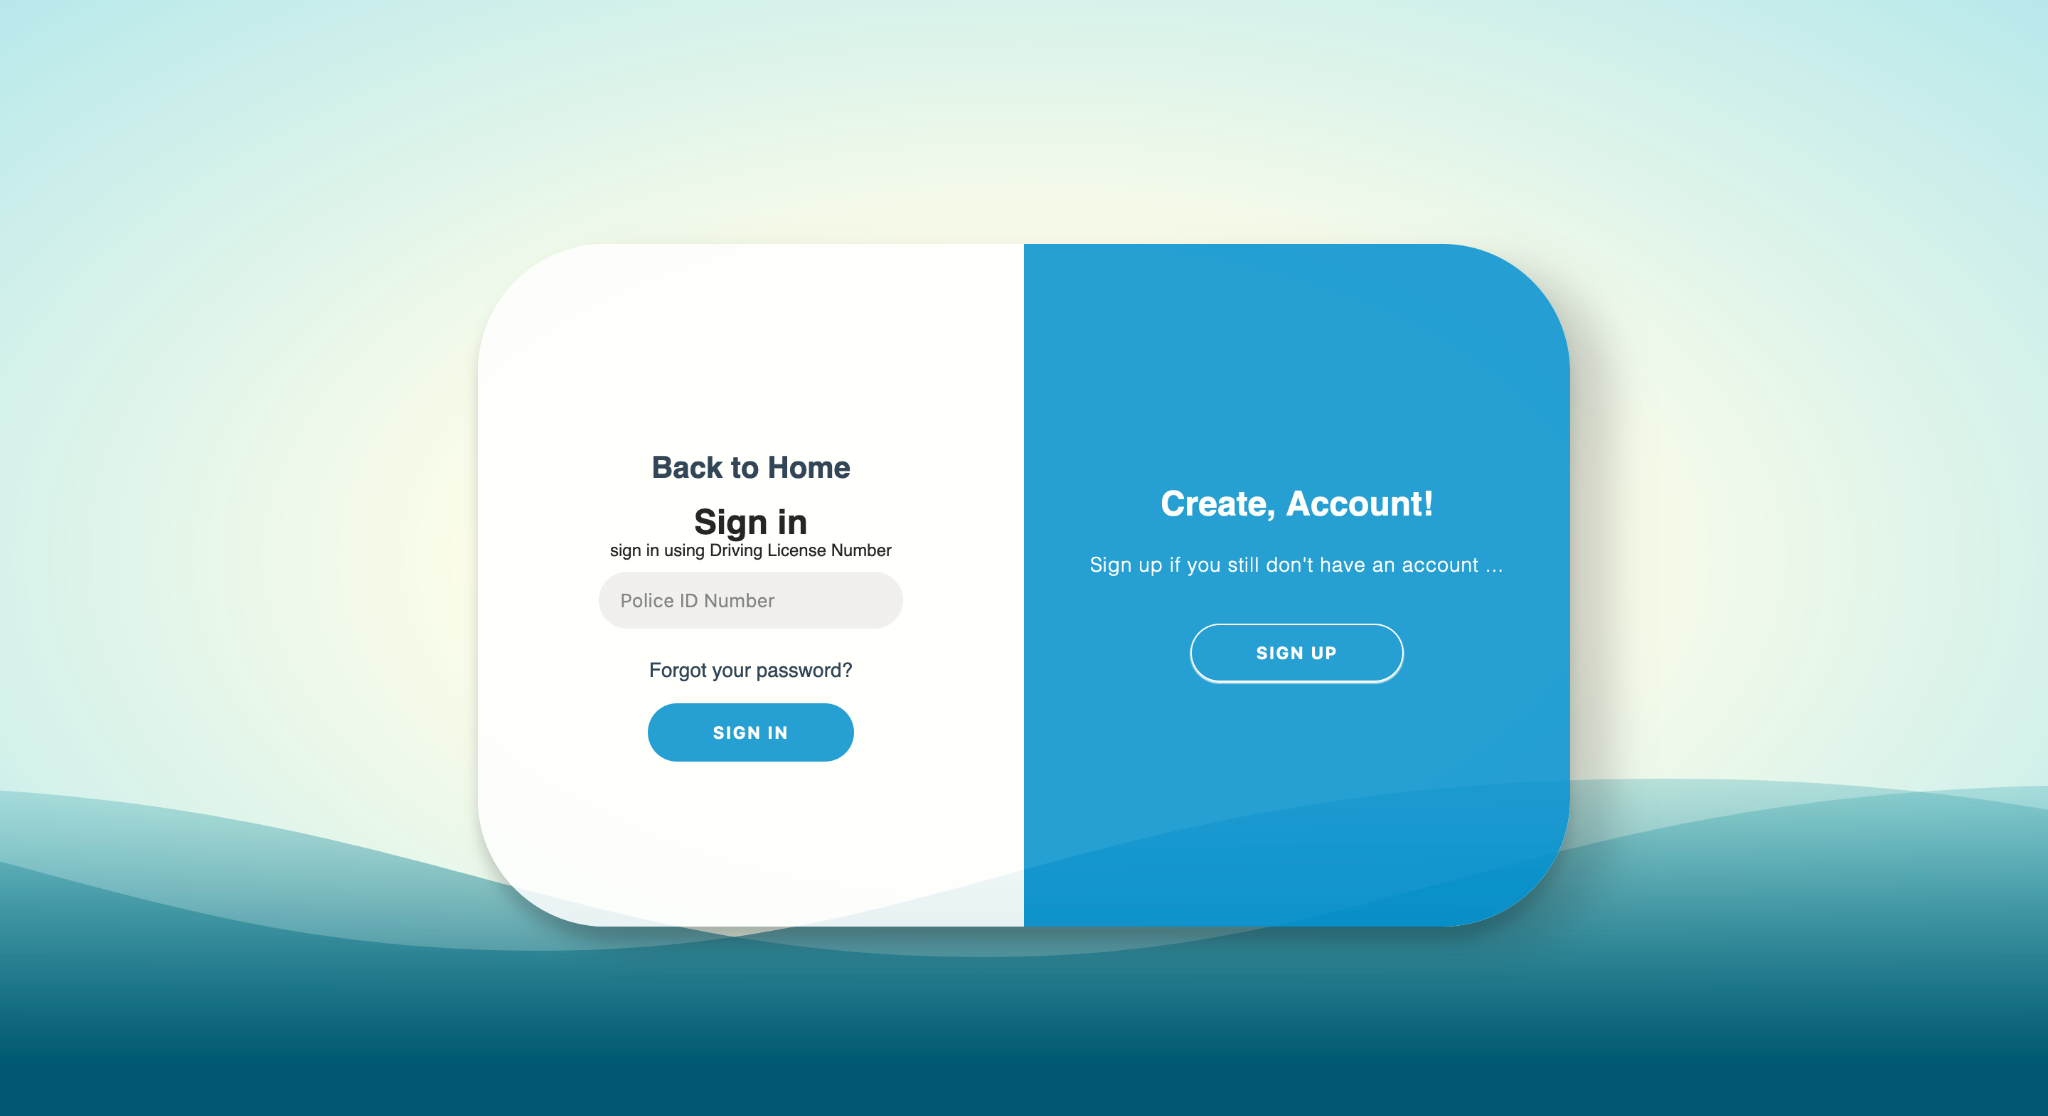 Back to Home
Sign in
sign in using Driving License Number
Police ID Number
Forgot your password?
SIGN IN
Create, Account!
Sign up if you still don't have an account ...
SIGN UP